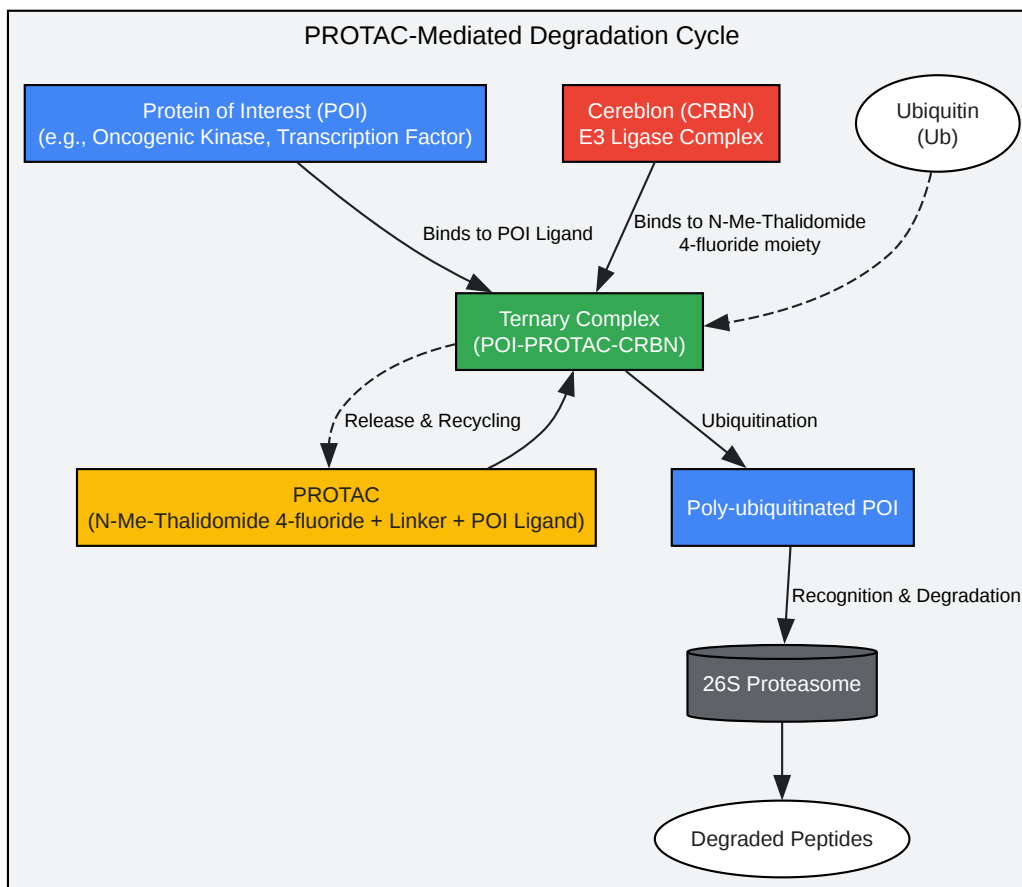 PROTAC-Mediated Degradation Cycle
Protein of Interest (POI)
(e.g., Oncogenic Kinase, Transcription Factor)
Cereblon (CRBN)
E3 Ligase Complex
Ubiquitin
(Ub)
Binds to POI Ligand
Binds to N-Me-Thalidomide
4-fluoride moiety
Ternary Complex
(POI-PROTAC-CRBN)
Release & Recycling
Ubiquitination
PROTAC
(N-Me-Thalidomide 4-fluoride + Linker + POI Ligand)
Poly-ubiquitinated POI
Recognition & Degradation
26S Proteasome
Degraded Peptides